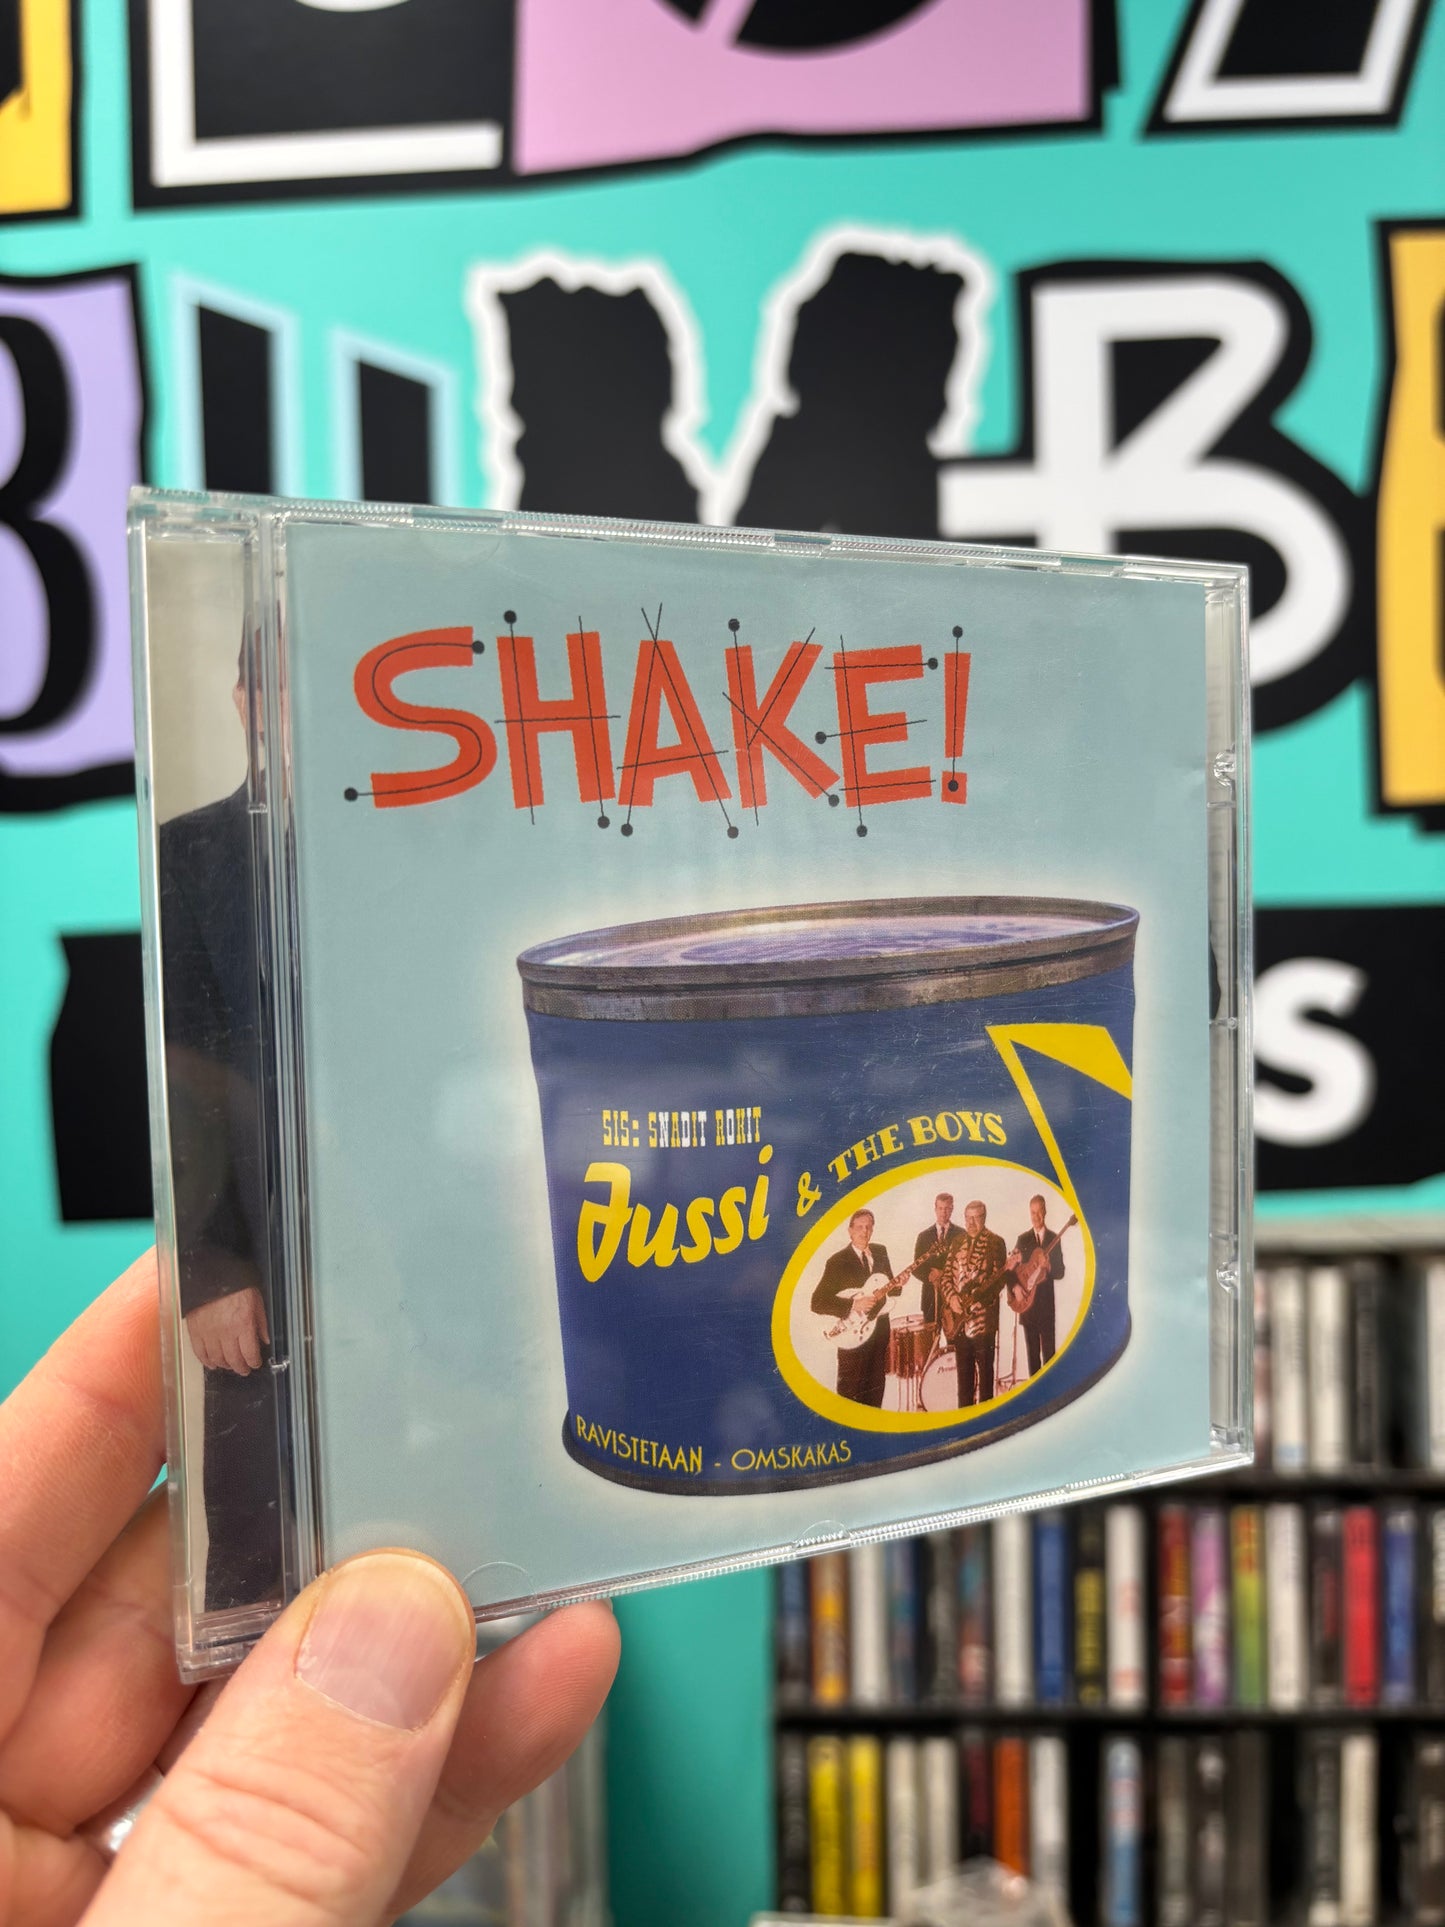 SHAKE!
SIS: SNADIT ROKIT
Jussi & THE BOYS
RAVISTETAAN - OMSKAKAS